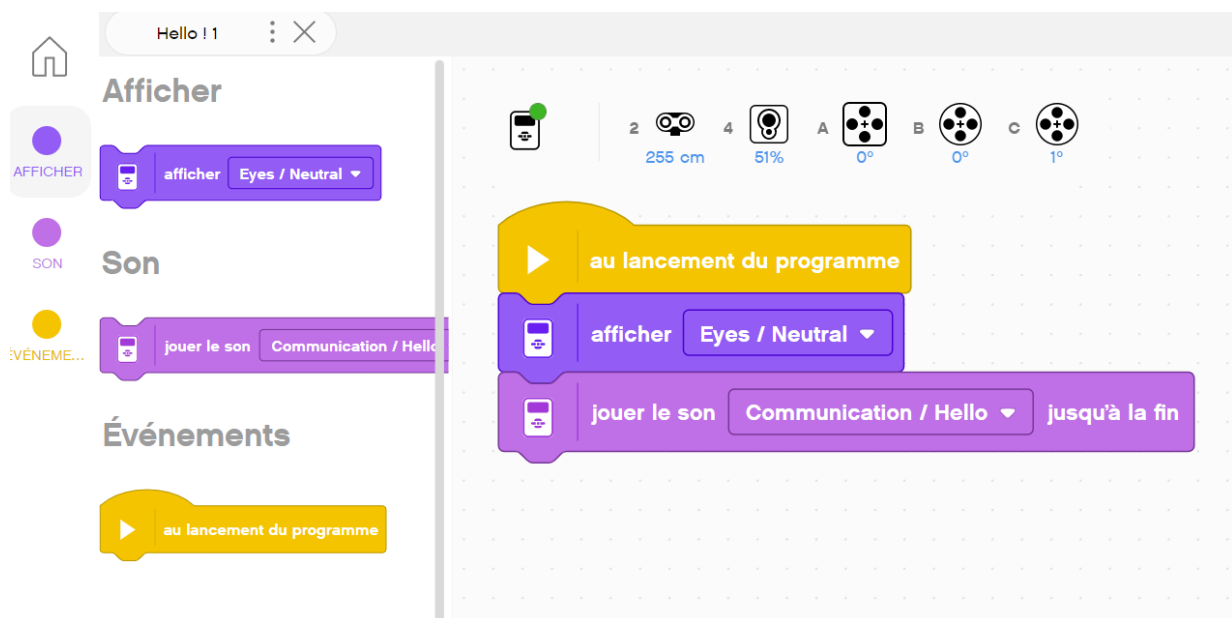 Hello ! 1
AFFICHER
SON
ÉVÉNEME...
Afficher
afficher Eyes / Neutral
Son
jouer le son Communication / Hello
Événements
au lancement du programme
2 4 A B C
255 cm 51% 0° 0° 1°
au lancement du programme
afficher Eyes / Neutral
jouer le son Communication / Hello jusqu'à la fin